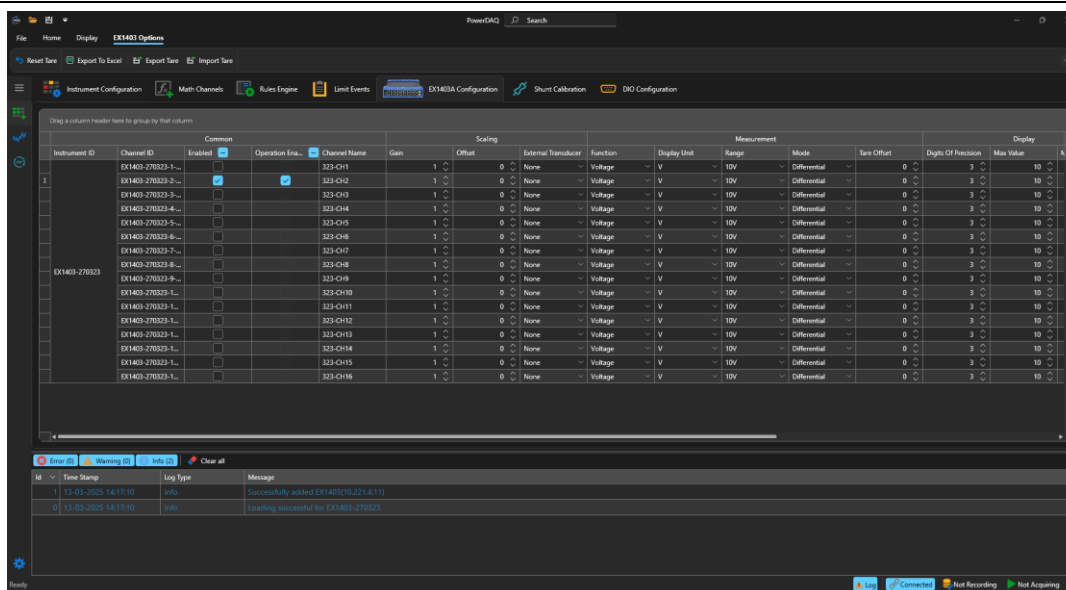 PowerDAQ Search
File Home Display EX1403 Options
Reset Tare Export To Excel Export Tare Import Tare
Instrument Configuration Math Channels Rules Engine Limit Events EX1403A Configuration Shunt Calibration DIO Configuration
Drag a column header here to group by that column
Common Scaling Measurement Display
Instrument ID Channel ID Enabled Operation Ena... Channel Name Gain Offset External Transducer Function Display Unit Range Mode Tare Offset Digits Of Precision Max Value
EX1403-270323-1-... 323-CH1 1 0 None Voltage V 10V Differential 0 3 10
EX1403-270323-2-... 323-CH2 1 0 None Voltage V 10V Differential 0 3 10
EX1403-270323-3-... 323-CH3 1 0 None Voltage V 10V Differential 0 3 10
EX1403-270323-4-... 323-CH4 1 0 None Voltage V 10V Differential 0 3 10
EX1403-270323-5-... 323-CH5 1 0 None Voltage V 10V Differential 0 3 10
EX1403-270323-6-... 323-CH6 1 0 None Voltage V 10V Differential 0 3 10
EX1403-270323-7-... 323-CH7 1 0 None Voltage V 10V Differential 0 3 10
EX1403-270323-8-... 323-CH8 1 0 None Voltage V 10V Differential 0 3 10
EX1403-270323
EX1403-270323-9-... 323-CH9 1 0 None Voltage V 10V Differential 0 3 10
EX1403-270323-1... 323-CH10 1 0 None Voltage V 10V Differential 0 3 10
EX1403-270323-1... 323-CH11 1 0 None Voltage V 10V Differential 0 3 10
EX1403-270323-1... 323-CH12 1 0 None Voltage V 10V Differential 0 3 10
EX1403-270323-1... 323-CH13 1 0 None Voltage V 10V Differential 0 3 10
EX1403-270323-1... 323-CH14 1 0 None Voltage V 10V Differential 0 3 10
EX1403-270323-1... 323-CH15 1 0 None Voltage V 10V Differential 0 3 10
EX1403-270323-1... 323-CH16 1 0 None Voltage V 10V Differential 0 3 10
Error (0) Warning (0) Info (2) Clear all
Id Time Stamp Log Type Message
1 13-03-2025 14:17:10 Info Successfully added EX1403(10.221.4.11)
0 13-03-2025 14:17:10 Info Loading successful for EX1403-270323
Ready Log Connected Not Recording Not Acquiring